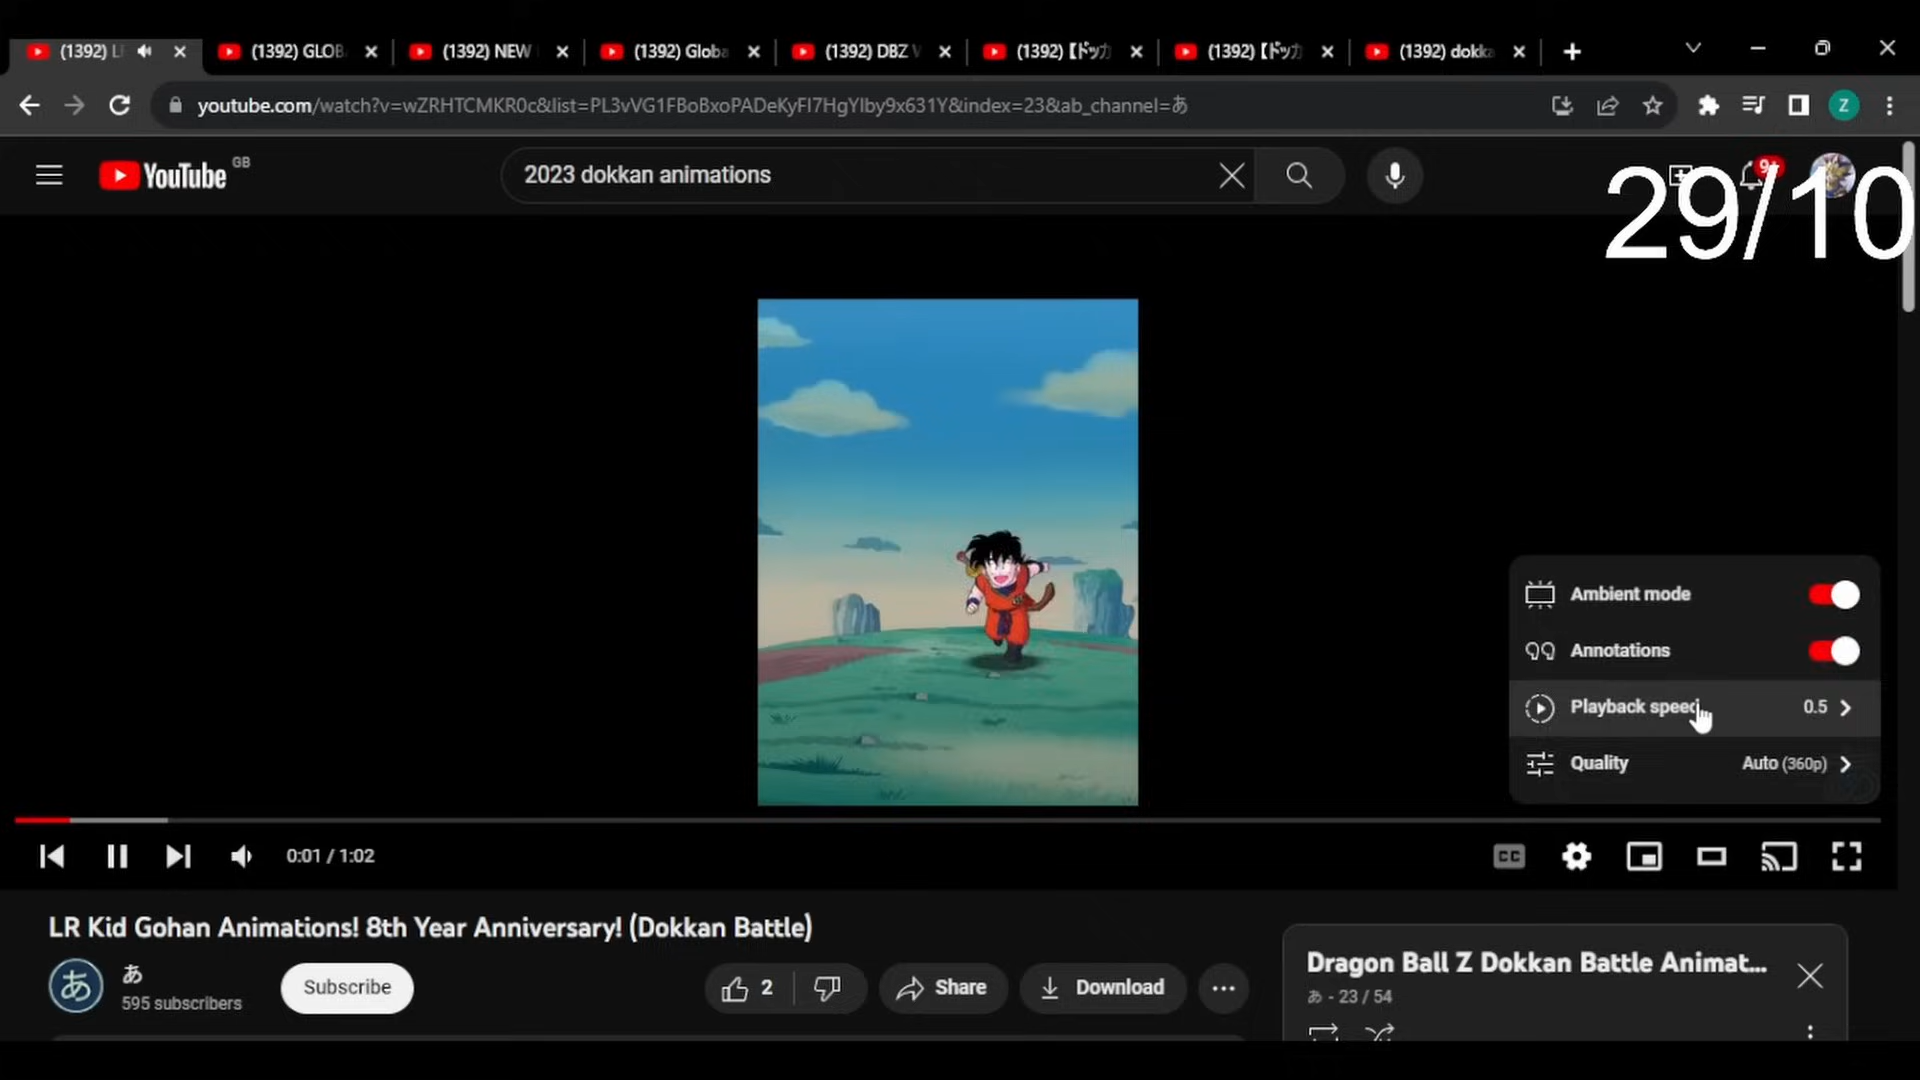 (1392) L
(1392) GLOB
(1392) NEW
(1392) Globa
(1392) DBZ V
(1392) 【ドッカ
(1392) 【ドッカ
(1392) dokka
youtube.com/watch?v=wZRHTCMKR0c&list=PL3vVG1FBoBxoPADeKyFI7HgYIby9x631Y&index=23&ab_channel=あ
Z
YouTube GB
2023 dokkan animations
9+
29/10
Ambient mode
Annotations
Playback speed 0.5
Quality Auto (360p)
0:01 / 1:02
CC
LR Kid Gohan Animations! 8th Year Anniversary! (Dokkan Battle)
あ
あ
595 subscribers
Subscribe
2
Share
Download
Dragon Ball Z Dokkan Battle Animat...
あ - 23 / 54